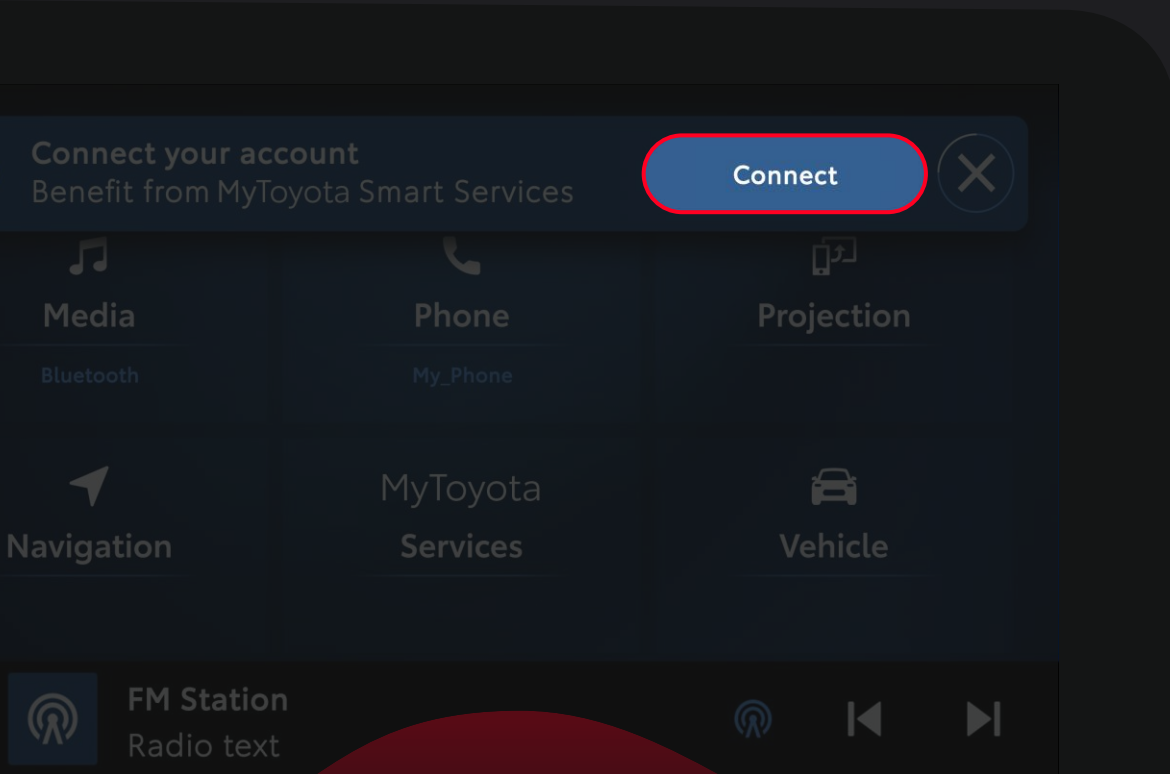 Connect your account
Benefit from MyToyota Smart Services
Connect
Media
Phone
Projection
Bluetooth
My_Phone
MyToyota
Navigation
Services
Vehicle
FM Station
Radio text